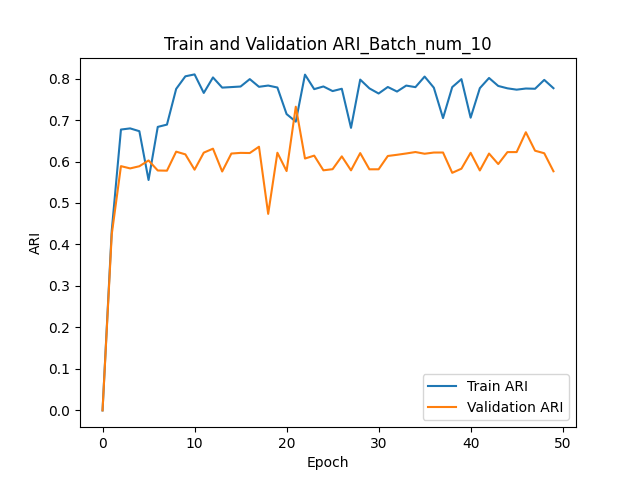 Train and Validation ARI_Batch_num_10
ARI
0.8
0.7
0.6
0.5
0.4
0.3
0.2
0.1
0.0
0 10 20 30 40 50
Epoch
Train ARI
Validation ARI